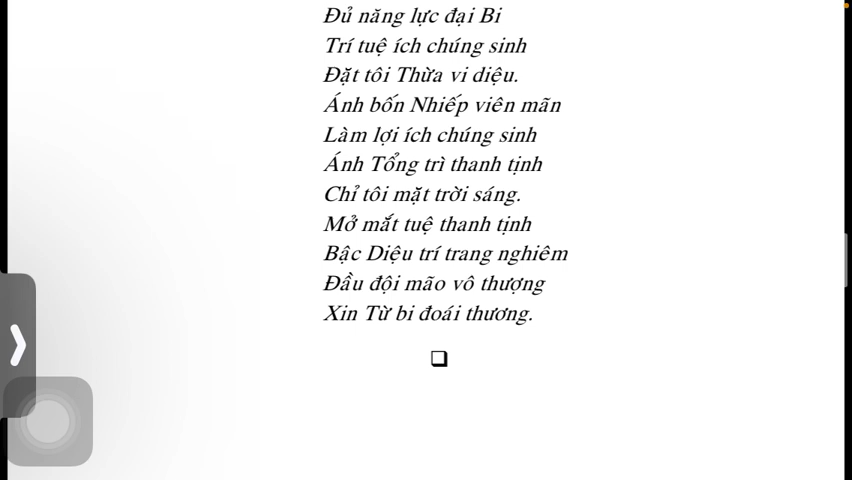 Đủ năng lực đại Bi
Trí tuệ ích chúng sinh
Đặt tôi Thừa vi diệu.
Ánh bốn Nhiếp viên mãn
Làm lợi ích chúng sinh
Ánh Tổng trì thanh tịnh
Chỉ tôi mặt trời sáng.
Mở mắt tuệ thanh tịnh
Bậc Diệu trí trang nghiêm
Đầu đội mão vô thượng
Xin Từ bi đoái thương.